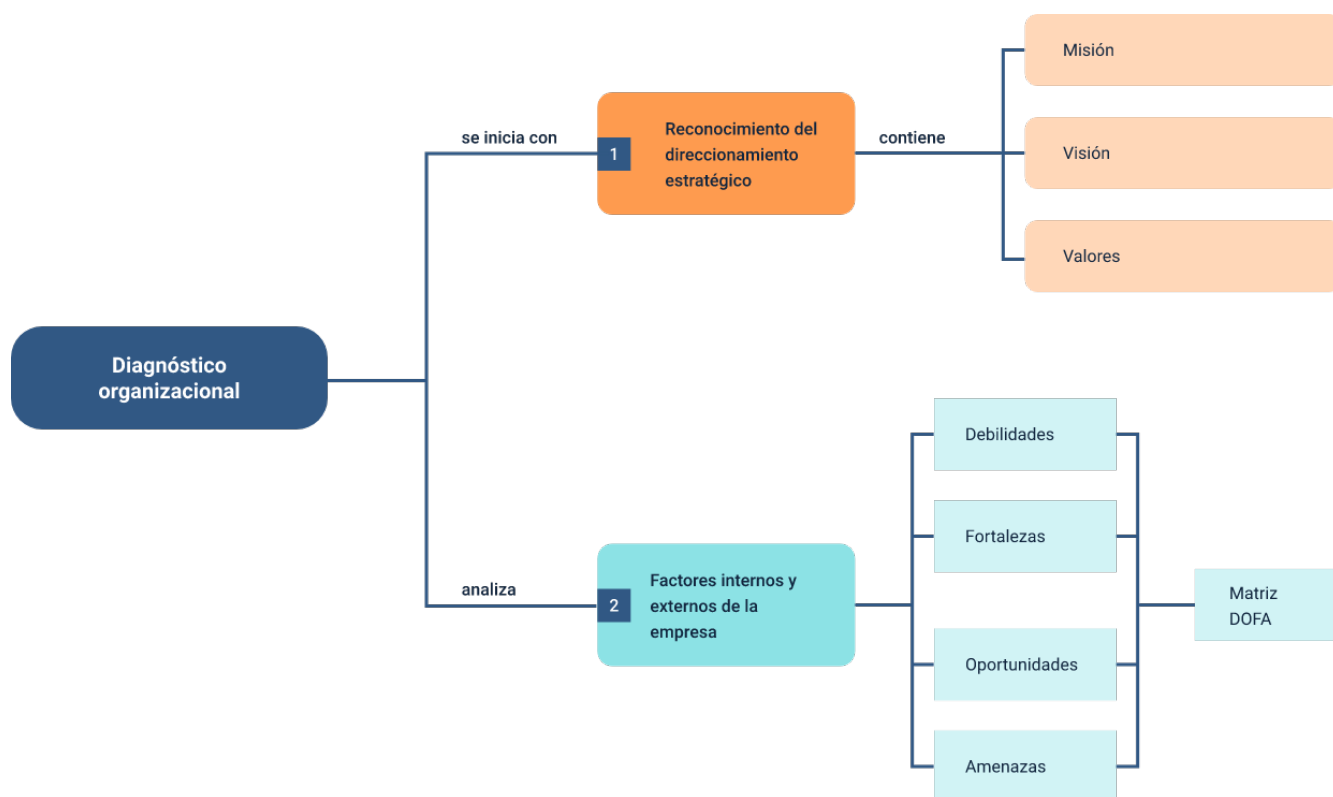 Diagnóstico
organizacional
se inicia con
1
Reconocimiento del
direccionamiento
estratégico
contiene
Misión
Visión
Valores
analiza
2
Factores internos y
externos de la
empresa
Debilidades
Fortalezas
Oportunidades
Amenazas
Matriz
DOFA